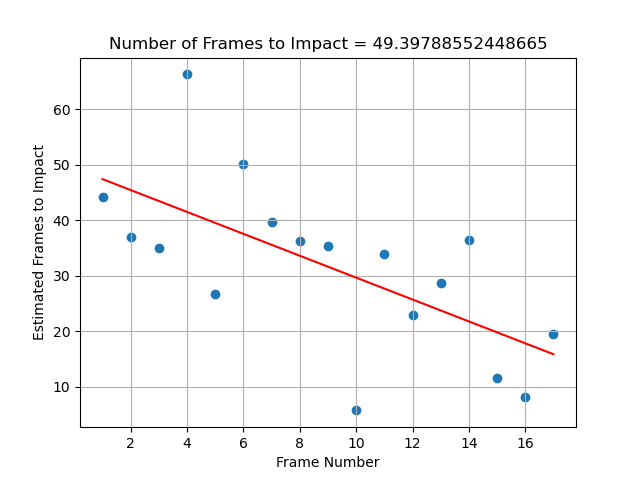 Number of Frames to Impact = 49.39788552448665
Estimated Frames to Impact
60
50
40
30
20
10
2 4 6 8 10 12 14 16
Frame Number